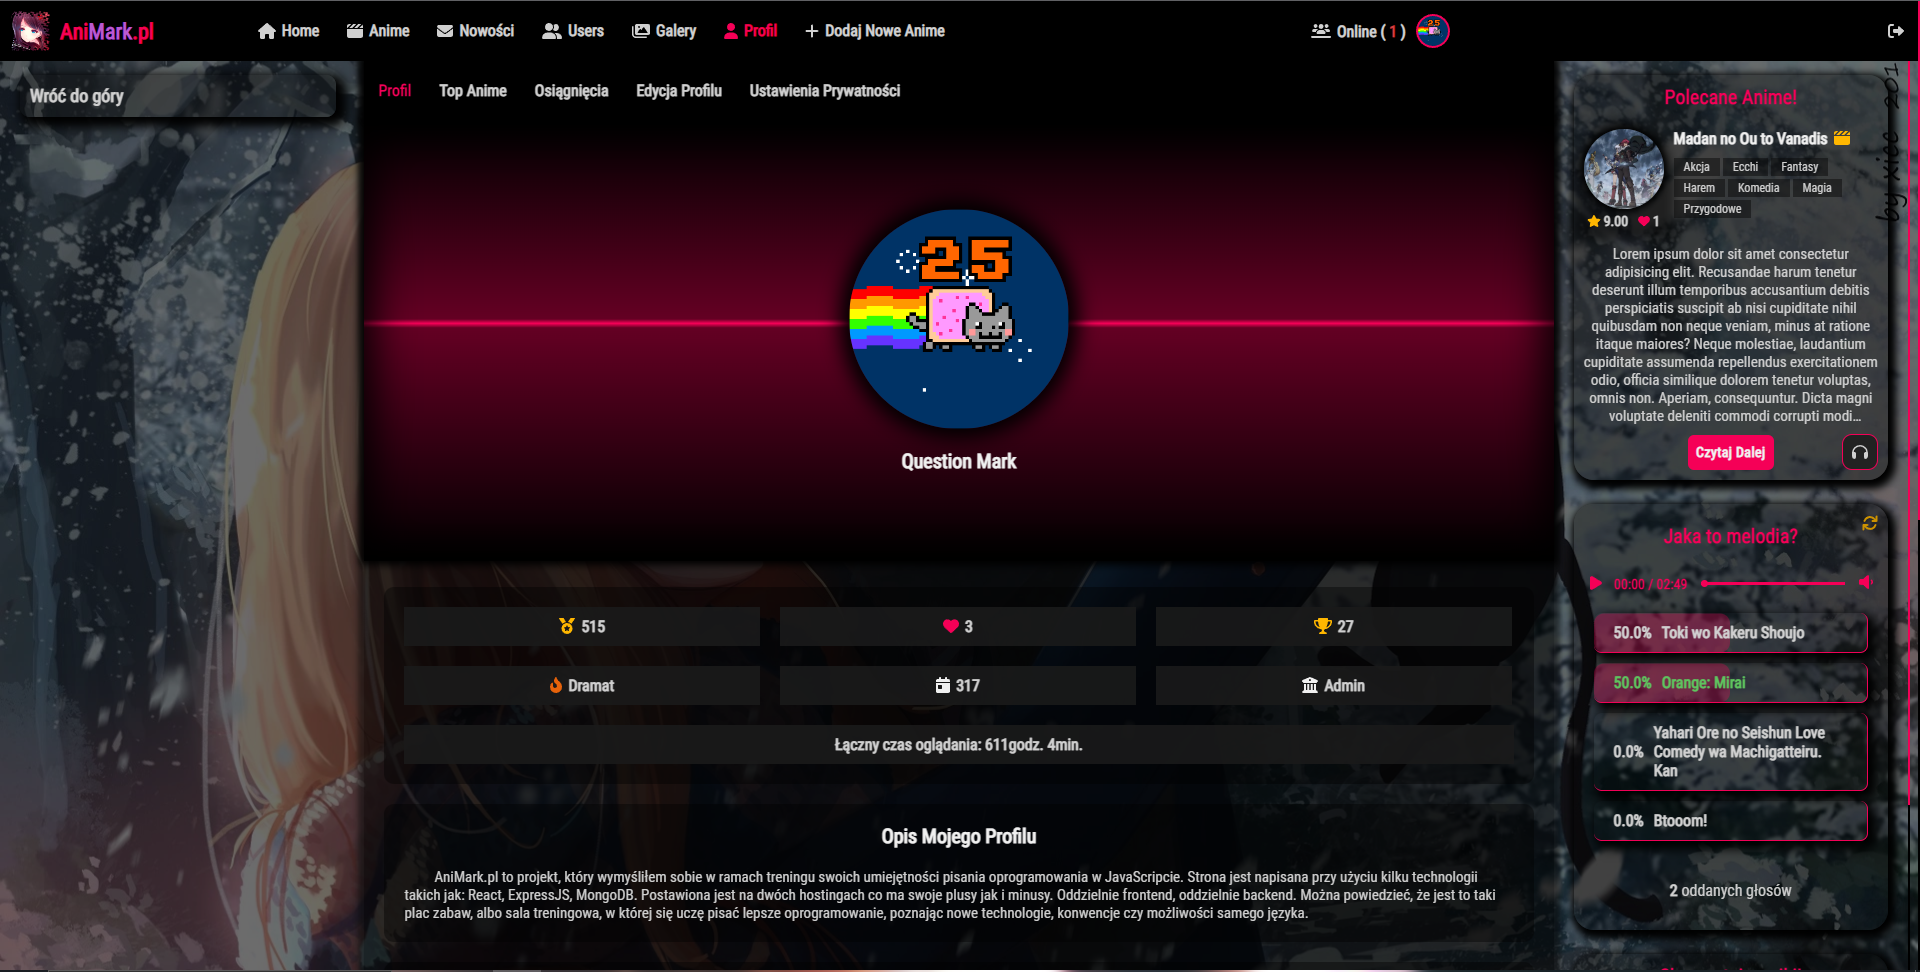 AniMark.pl
Home
Anime
Nowości
Users
Galery
Profil
Dodaj Nowe Anime
Online ( 1 )
Wróć do góry
Profil
Top Anime
Osiągnięcia
Edycja Profilu
Ustawienia Prywatności
25
Question Mark
515
3
27
Dramat
317
Admin
Łączny czas oglądania: 611godz. 4min.
Opis Mojego Profilu
AniMark.pl to projekt, który wymyśliłem sobie w ramach treningu swoich umiejętności pisania oprogramowania w JavaScripcie. Strona jest napisana przy użyciu kilku technologii
takich jak: React, ExpressJS, MongoDB. Postawiona jest na dwóch hostingach co ma swoje plusy jak i minusy. Oddzielnie frontend, oddzielnie backend. Można powiedzieć, że jest to taki
plac zabaw, albo sala treningowa, w której się uczę pisać lepsze oprogramowanie, poznając nowe technologie, konwencje czy możliwości samego języka.
Polecane Anime!
Madan no Ou to Vanadis
Akcja
Ecchi
Fantasy
Harem
Komedia
Magia
Przygodowe
9.00
1
Lorem ipsum dolor sit amet consectetur
adipisicing elit. Recusandae harum tenetur
deserunt illum temporibus accusantium debitis
perspiciatis suscipit ab nisi cupiditate nihil
quibusdam non neque veniam, minus at ratione
itaque maiores? Neque molestiae, laudantium
cupiditate assumenda repellendus exercitationem
odio, officia similique dolorem tenetur voluptas,
omnis non. Aperiam, consequuntur. Dicta magni
voluptate deleniti commodi corrupti modi...
Czytaj Dalej
Jaka to melodia?
00:00 / 02:49
50.0% Toki wo Kakeru Shoujo
50.0% Orange: Mirai
0.0% Yahari Ore no Seishun Love
Comedy wa Machigatteiru.
Kan
0.0% Btooom!
2 oddanych głosów